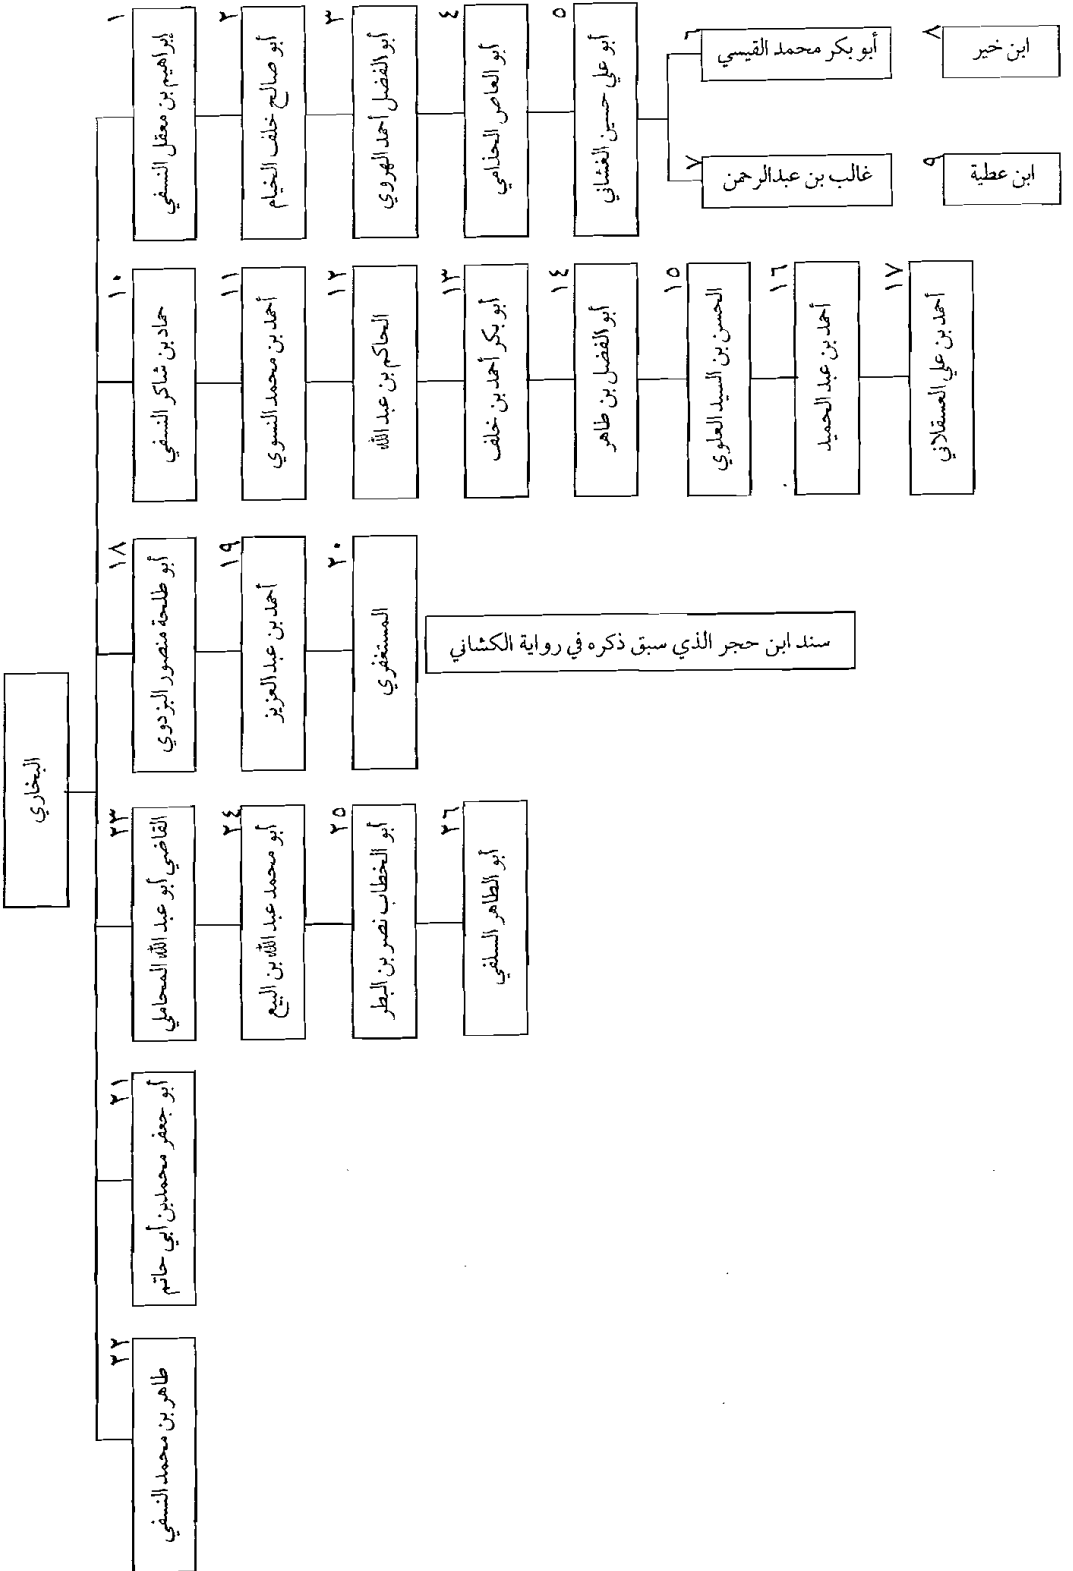 البخاري
١
إبراهيم بن معقل النسفي
٢
أبو صالح خلف الخيام
٣
أبو الفضل أحمد الهروي
٤
أبو العاص الحذامي
٥
أبو علي حسين الغشاني
٦
أبو بكر محمد القيسي
٧
غالب بن عبدالرحمن
٨
ابن خير
٩
ابن عطية
١٠
حماد بن شاكر النسفي
١١
أحمد بن محمد النسوي
١٢
الحاكم بن عبد الله
١٣
أبو بكر أحمد بن خلف
١٤
أبو الفضل بن طاهر
١٥
الحسن بن السيد العلوي
١٦
أحمد بن عبد الحميد
١٧
أحمد بن علي العسقلاني
١٨
أبو طلحة منصور البزدوي
١٩
أحمد بن عبد العزيز
٢٠
المستغفري
سند ابن حجر الذي سبق ذكره في رواية الكشاني
٢٣
القاضي أبو عبد الله المحاملي
٢٤
أبو محمد عبد الله بن البيع
٢٥
أبو الخطاب نصر بن البطر
٢٦
أبو الطاهر السلفي
٢١
أبو جعفر محمد بن أبي حاتم
٢٢
طاهر بن محمد النسفي